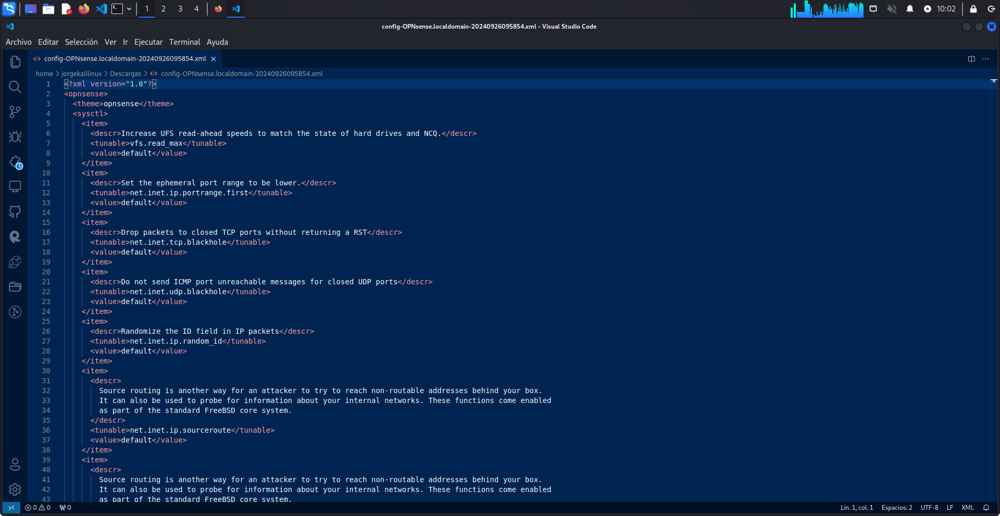 1 2 3 4 10:02
config-OPNsense.localdomain-20240926095854.xml - Visual Studio Code
Archivo Editar Selección Ver Ir Ejecutar Terminal Ayuda
config-OPNsense.localdomain-20240926095854.xml
home > jorgekalilinux > Descargas > config-OPNsense.localdomain-20240926095854.xml
1 <?xml version="1.0"?>
2 <opnsense>
3 <theme>opnsense</theme>
4 <sysctl>
5 <item>
6 <descr>Increase UFS read-ahead speeds to match the state of hard drives and NCQ.</descr>
7 <tunable>vfs.read_max</tunable>
8 <value>default</value>
9 </item>
10 <item>
11 <descr>Set the ephemeral port range to be lower.</descr>
12 <tunable>net.inet.ip.portrange.first</tunable>
13 <value>default</value>
14 </item>
15 <item>
16 <descr>Drop packets to closed TCP ports without returning a RST</descr>
17 <tunable>net.inet.tcp.blackhole</tunable>
18 <value>default</value>
19 </item>
20 <item>
21 <descr>Do not send ICMP port unreachable messages for closed UDP ports</descr>
22 <tunable>net.inet.udp.blackhole</tunable>
23 <value>default</value>
24 </item>
25 <item>
26 <descr>Randomize the ID field in IP packets</descr>
27 <tunable>net.inet.ip.random_id</tunable>
28 <value>default</value>
29 </item>
30 <item>
31 <descr>
32 Source routing is another way for an attacker to try to reach non-routable addresses behind your box.
33 It can also be used to probe for information about your internal networks. These functions come enabled
34 as part of the standard FreeBSD core system.
35 </descr>
36 <tunable>net.inet.ip.sourceroute</tunable>
37 <value>default</value>
38 </item>
39 <item>
40 <descr>
41 Source routing is another way for an attacker to try to reach non-routable addresses behind your box.
42 It can also be used to probe for information about your internal networks. These functions come enabled
43 as part of the standard FreeBSD core system.
0 0 0 Lín. 1, col. 1 Espacios: 2 UTF-8 LF XML